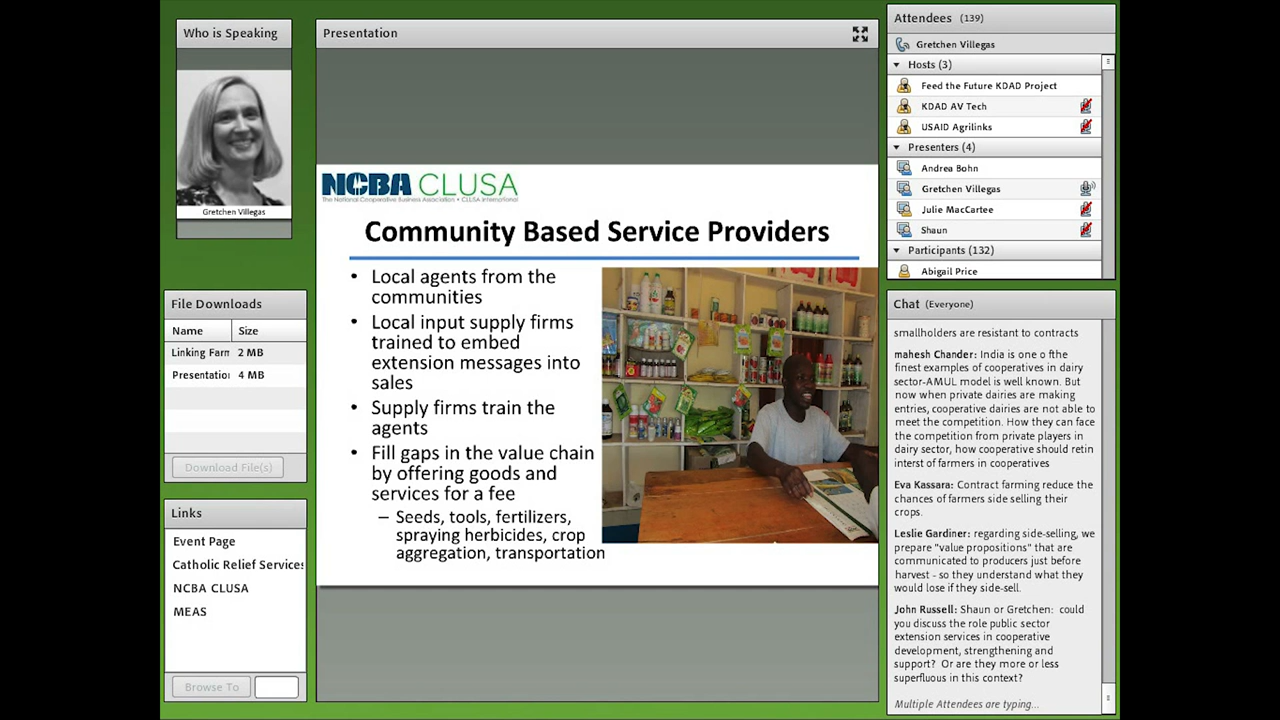 Who is Speaking
Gretchen Villegas
File Downloads
Name Size
Linking Farm 2 MB
Presentatio 4 MB
Download File(s)
Links
Event Page
Catholic Relief Services
NCBA CLUSA
MEAS
Browse To
Presentation
NCBA CLUSA
The National Cooperative Business Association • CLUSA International
Community Based Service Providers
• Local agents from the
communities
• Local input supply firms
trained to embed
extension messages into
sales
• Supply firms train the
agents
• Fill gaps in the value chain
by offering goods and
services for a fee
– Seeds, tools, fertilizers,
spraying herbicides, crop
aggregation, transportation
Attendees (139)
Gretchen Villegas
Hosts (3)
Feed the Future KDAD Project
KDAD AV Tech
USAID Agrilinks
Presenters (4)
Andrea Bohn
Gretchen Villegas
Julie MacCartee
Shaun
Participants (132)
Abigail Price
Chat (Everyone)
smallholders are resistant to contracts
mahesh Chander: India is one o fthe
finest examples of cooperatives in dairy
sector-AMUL model is well known. But
now when private dairies are making
entries, cooperative dairies are not able to
meet the competition. How they can face
the competition from private players in
dairy sector, how cooperative should retin
interst of farmers in cooperatives
Eva Kassara: Contract farming reduce the
chances of farmers side selling their
crops.
Leslie Gardiner: regarding side-selling, we
prepare "value propositions" that are
communicated to producers just before
harvest - so they understand what they
would lose if they side-sell.
John Russell: Shaun or Gretchen: could
you discuss the role public sector
extension services in cooperative
development, strengthening and
support? Or are they more or less
superfluous in this context?
Multiple Attendees are typing...